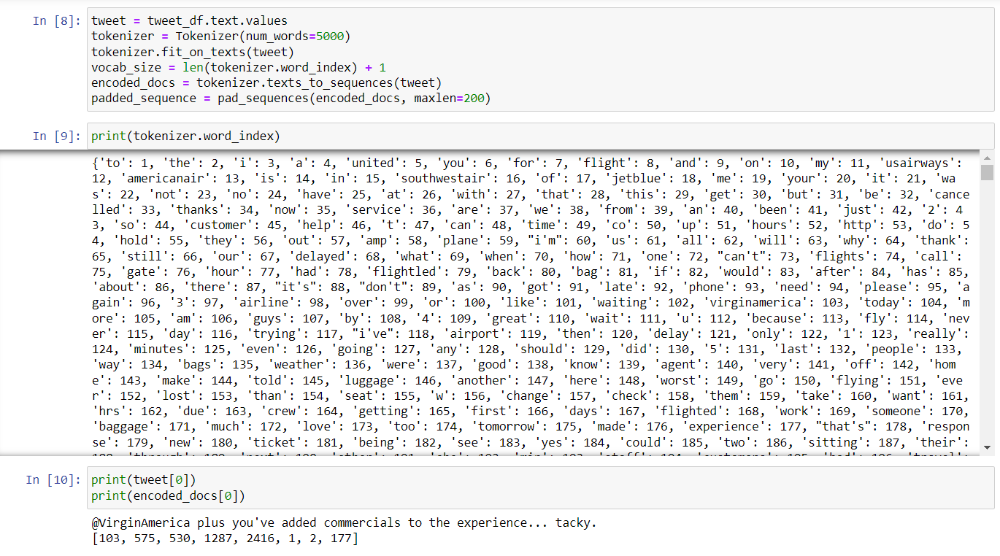 In [8]: tweet = tweet_df.text.values
tokenizer = Tokenizer(num_words=5000)
tokenizer.fit_on_texts(tweet)
vocab_size = len(tokenizer.word_index) + 1
encoded_docs = tokenizer.texts_to_sequences(tweet)
padded_sequence = pad_sequences(encoded_docs, maxlen=200)
In [9]: print(tokenizer.word_index)
{'to': 1, 'the': 2, 'i': 3, 'a': 4, 'united': 5, 'you': 6, 'for': 7, 'flight': 8, 'and': 9, 'on': 10, 'my': 11, 'usairways':
12, 'americanair': 13, 'is': 14, 'in': 15, 'southwestair': 16, 'of': 17, 'jetblue': 18, 'me': 19, 'your': 20, 'it': 21, 'wa
s': 22, 'not': 23, 'no': 24, 'have': 25, 'at': 26, 'with': 27, 'that': 28, 'this': 29, 'get': 30, 'but': 31, 'be': 32, 'cance
lled': 33, 'thanks': 34, 'now': 35, 'service': 36, 'are': 37, 'we': 38, 'from': 39, 'an': 40, 'been': 41, 'just': 42, '2': 4
3, 'so': 44, 'customer': 45, 'help': 46, 't': 47, 'can': 48, 'time': 49, 'co': 50, 'up': 51, 'hours': 52, 'http': 53, 'do': 5
4, 'hold': 55, 'they': 56, 'out': 57, 'amp': 58, 'plane': 59, "i'm": 60, 'us': 61, 'all': 62, 'will': 63, 'why': 64, 'thank':
65, 'still': 66, 'our': 67, 'delayed': 68, 'what': 69, 'when': 70, 'how': 71, 'one': 72, "can't": 73, 'flights': 74, 'call':
75, 'gate': 76, 'hour': 77, 'had': 78, 'flightled': 79, 'back': 80, 'bag': 81, 'if': 82, 'would': 83, 'after': 84, 'has': 85,
'about': 86, 'there': 87, "it's": 88, "don't": 89, 'as': 90, 'got': 91, 'late': 92, 'phone': 93, 'need': 94, 'please': 95, 'a
gain': 96, '3': 97, 'airline': 98, 'over': 99, 'or': 100, 'like': 101, 'waiting': 102, 'virginamerica': 103, 'today': 104, 'm
ore': 105, 'am': 106, 'guys': 107, 'by': 108, '4': 109, 'great': 110, 'wait': 111, 'u': 112, 'because': 113, 'fly': 114, 'nev
er': 115, 'day': 116, 'trying': 117, "i've": 118, 'airport': 119, 'then': 120, 'delay': 121, 'only': 122, '1': 123, 'really':
124, 'minutes': 125, 'even': 126, 'going': 127, 'any': 128, 'should': 129, 'did': 130, '5': 131, 'last': 132, 'people': 133,
'way': 134, 'bags': 135, 'weather': 136, 'were': 137, 'good': 138, 'know': 139, 'agent': 140, 'very': 141, 'off': 142, 'hom
e': 143, 'make': 144, 'told': 145, 'luggage': 146, 'another': 147, 'here': 148, 'worst': 149, 'go': 150, 'flying': 151, 'eve
r': 152, 'lost': 153, 'than': 154, 'seat': 155, 'w': 156, 'change': 157, 'check': 158, 'them': 159, 'take': 160, 'want': 161,
'hrs': 162, 'due': 163, 'crew': 164, 'getting': 165, 'first': 166, 'days': 167, 'flighted': 168, 'work': 169, 'someone': 170,
'baggage': 171, 'much': 172, 'love': 173, 'too': 174, 'tomorrow': 175, 'made': 176, 'experience': 177, "that's": 178, 'respon
se': 179, 'new': 180, 'ticket': 181, 'being': 182, 'see': 183, 'yes': 184, 'could': 185, 'two': 186, 'sitting': 187, 'their':
In [10]: print(tweet[0])
print(encoded_docs[0])
@VirginAmerica plus you've added commercials to the experience... tacky.
[103, 575, 530, 1287, 2416, 1, 2, 177]